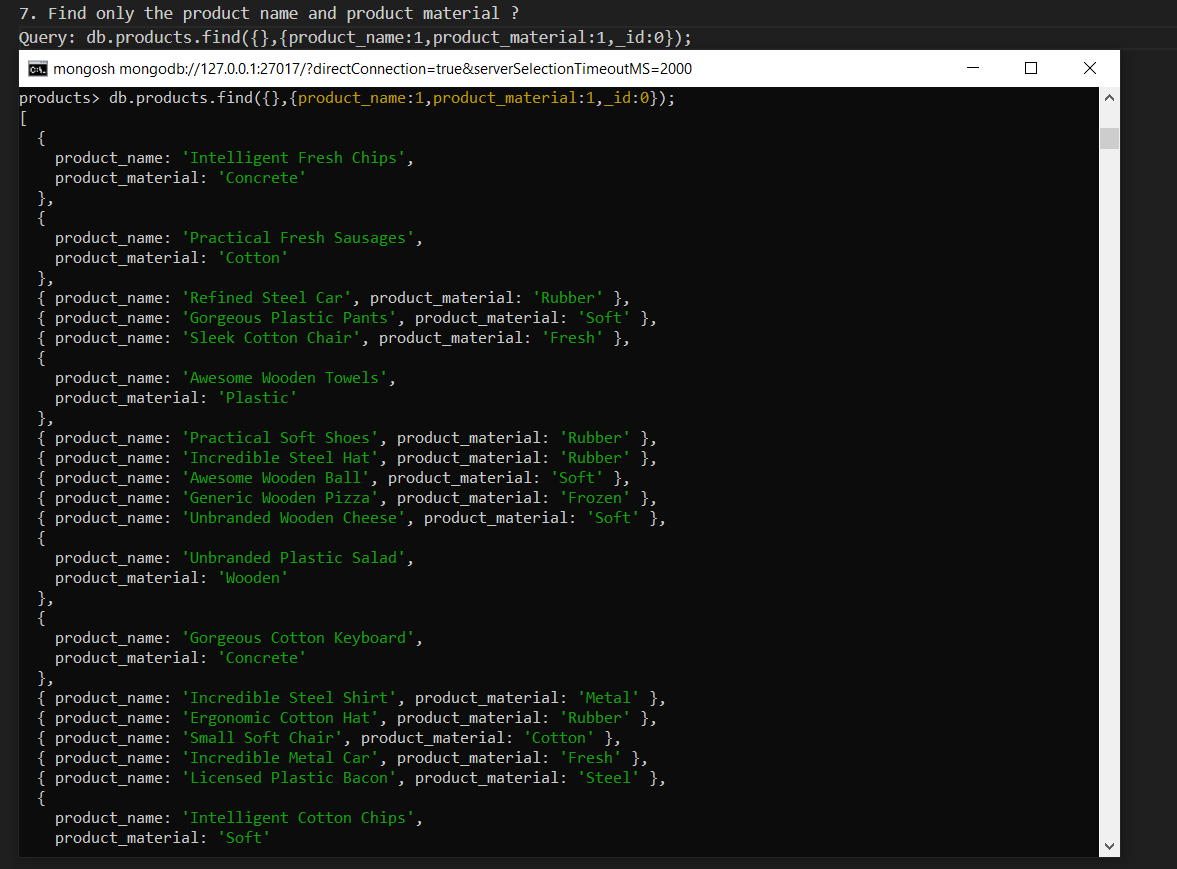 7. Find only the product name and product material ?
Query: db.products.find({},{product_name:1,product_material:1,_id:0});
mongosh mongodb://127.0.0.1:27017/?directConnection=true&serverSelectionTimeoutMS=2000
products> db.products.find({},{product_name:1,product_material:1,_id:0});
[
  {
    product_name: 'Intelligent Fresh Chips',
    product_material: 'Concrete'
  },
  {
    product_name: 'Practical Fresh Sausages',
    product_material: 'Cotton'
  },
  { product_name: 'Refined Steel Car', product_material: 'Rubber' },
  { product_name: 'Gorgeous Plastic Pants', product_material: 'Soft' },
  { product_name: 'Sleek Cotton Chair', product_material: 'Fresh' },
  {
    product_name: 'Awesome Wooden Towels',
    product_material: 'Plastic'
  },
  { product_name: 'Practical Soft Shoes', product_material: 'Rubber' },
  { product_name: 'Incredible Steel Hat', product_material: 'Rubber' },
  { product_name: 'Awesome Wooden Ball', product_material: 'Soft' },
  { product_name: 'Generic Wooden Pizza', product_material: 'Frozen' },
  { product_name: 'Unbranded Wooden Cheese', product_material: 'Soft' },
  {
    product_name: 'Unbranded Plastic Salad',
    product_material: 'Wooden'
  },
  {
    product_name: 'Gorgeous Cotton Keyboard',
    product_material: 'Concrete'
  },
  { product_name: 'Incredible Steel Shirt', product_material: 'Metal' },
  { product_name: 'Ergonomic Cotton Hat', product_material: 'Rubber' },
  { product_name: 'Small Soft Chair', product_material: 'Cotton' },
  { product_name: 'Incredible Metal Car', product_material: 'Fresh' },
  { product_name: 'Licensed Plastic Bacon', product_material: 'Steel' },
  {
    product_name: 'Intelligent Cotton Chips',
    product_material: 'Soft'